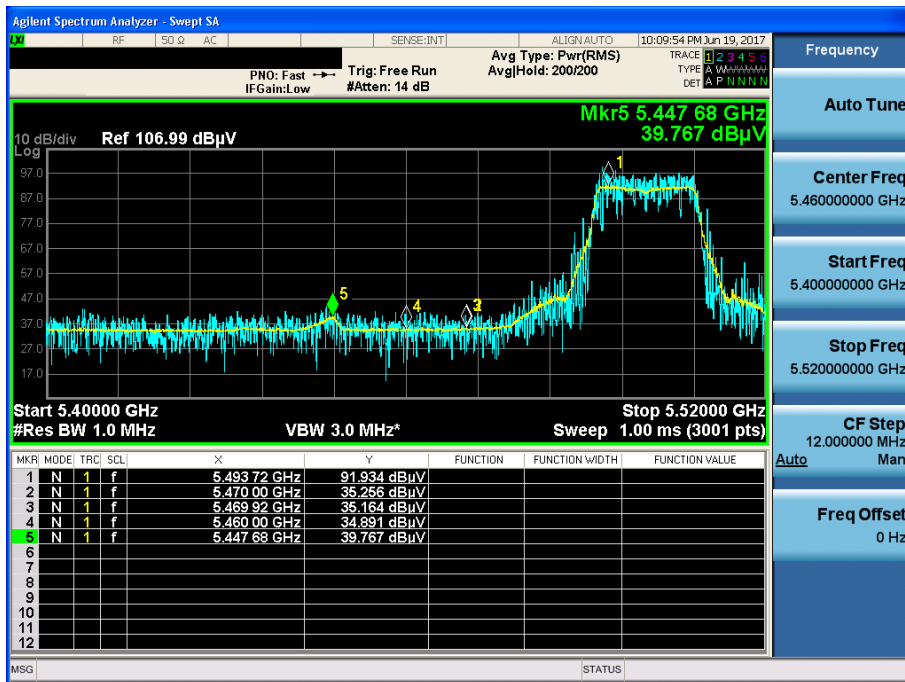 Agilent Spectrum Analyzer - Swept SA
LXI RF 50 Ω AC SENSE:INT ALIGN AUTO 10:09:54 PM Jun 19, 2017
Frequency
PNO: Fast Trig: Free Run Avg Type: Pwr(RMS) TRACE 1 2 3 4 5 6
IFGain:Low #Atten: 14 dB Avg|Hold: 200/200 TYPE A WWWWW
DET A P N N N N
Auto Tune
Mkr5 5.447 68 GHz
39.767 dBµV
10 dB/div Ref 106.99 dBµV
Log
97.0
87.0
77.0
67.0
57.0
47.0
37.0
27.0
17.0
1
5
4
Start 5.40000 GHz Stop 5.52000 GHz
#Res BW 1.0 MHz VBW 3.0 MHz* Sweep 1.00 ms (3001 pts)
Center Freq
5.460000000 GHz
Start Freq
5.400000000 GHz
Stop Freq
5.520000000 GHz
CF Step
12.000000 MHz
Auto Man
Freq Offset
0 Hz
MKR MODE TRC SCL X Y FUNCTION FUNCTION WIDTH FUNCTION VALUE
1 N 1 f 5.493 72 GHz 91.934 dBµV
2 N 1 f 5.470 00 GHz 35.256 dBµV
3 N 1 f 5.469 92 GHz 35.164 dBµV
4 N 1 f 5.460 00 GHz 34.891 dBµV
5 N 1 f 5.447 68 GHz 39.767 dBµV
6
7
8
9
10
11
12
MSG STATUS